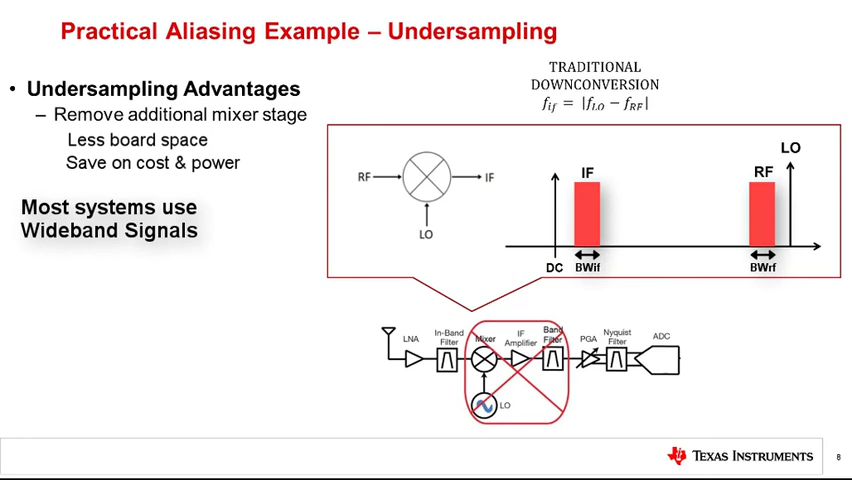 Practical Aliasing Example – Undersampling
• Undersampling Advantages
– Remove additional mixer stage
Less board space
Save on cost & power
Most systems use
Wideband Signals
TRADITIONAL
DOWNCONVERSION
f_if = |f_LO − f_RF|
RF
IF
LO
IF
RF
LO
DC
BWif
BWrf
LNA
In-Band
Filter
Mixer
IF
Amplifier
Band
Filter
PGA
Nyquist
Filter
ADC
LO
TEXAS INSTRUMENTS
8